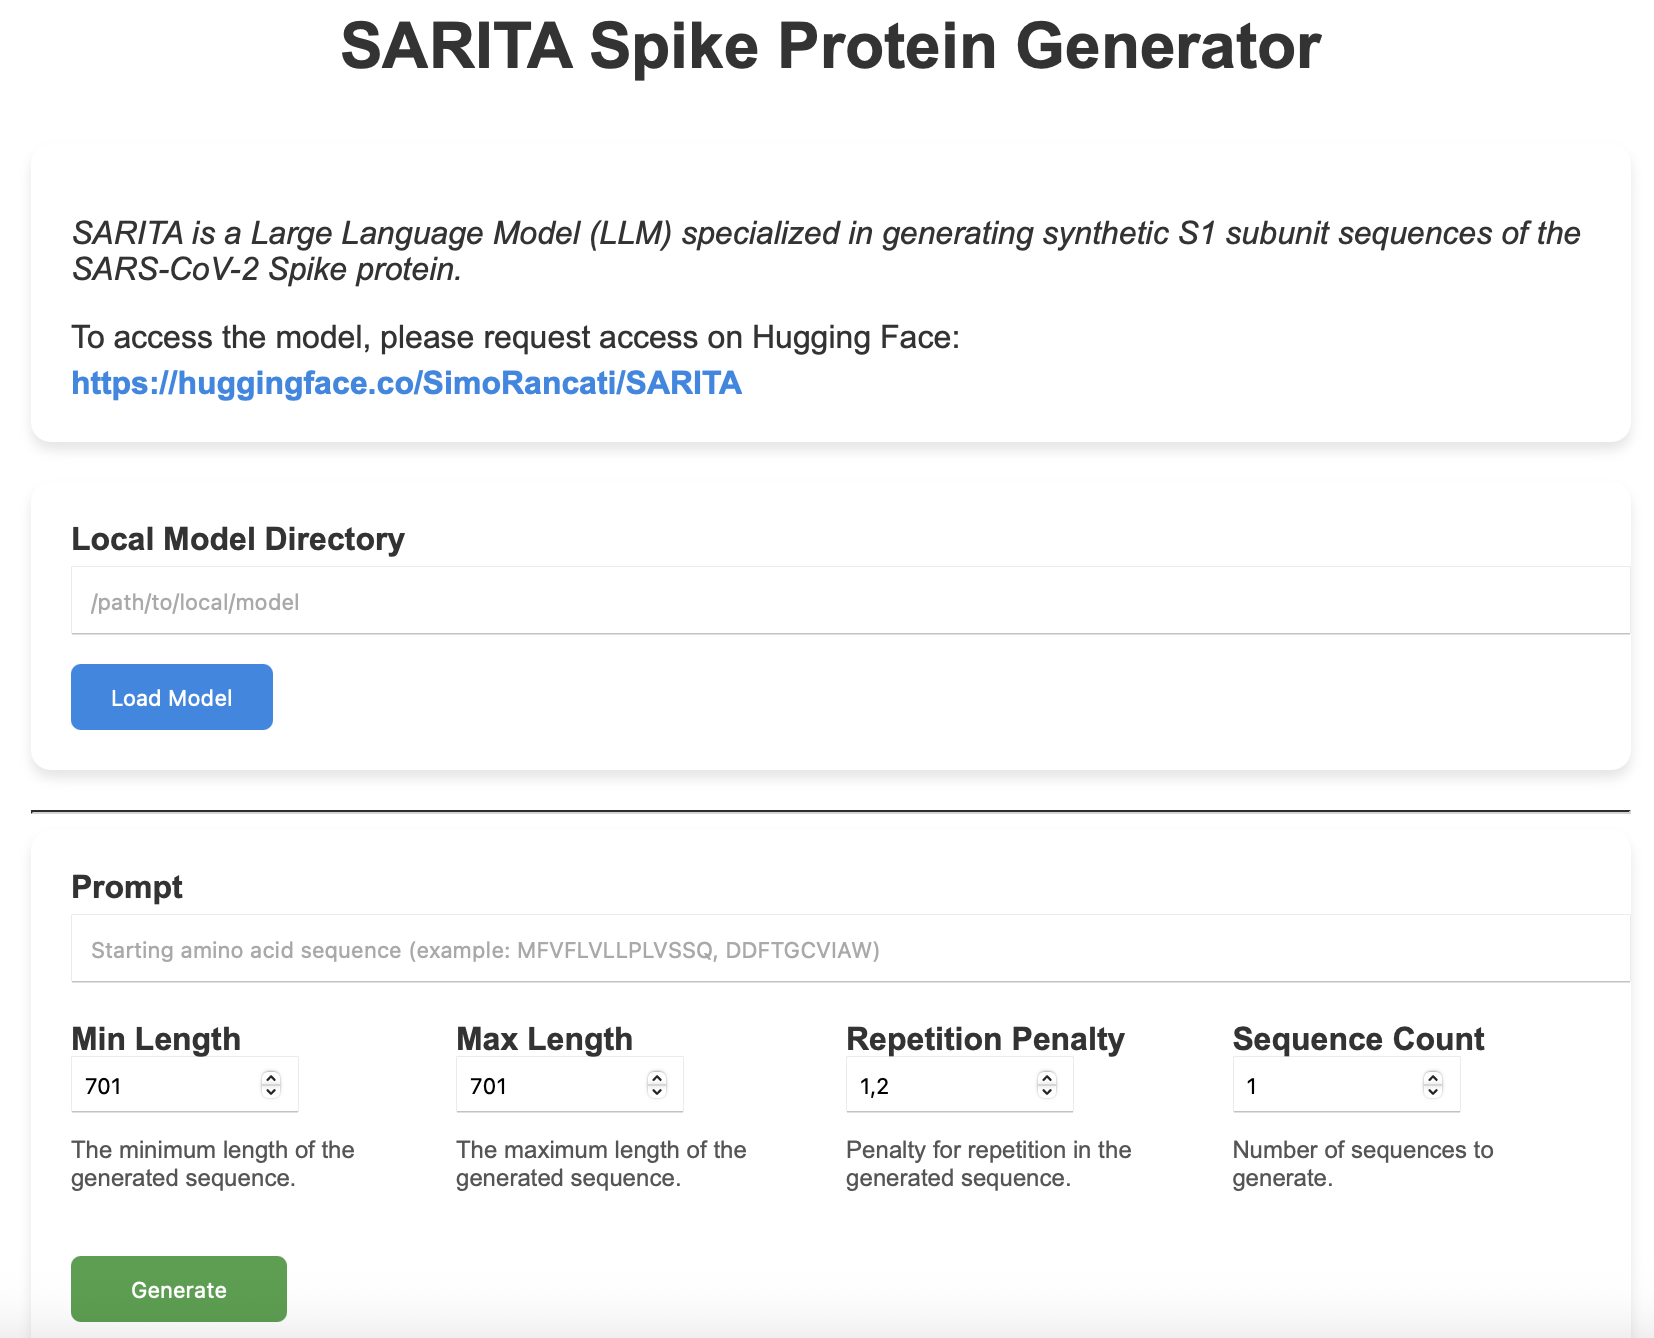 SARITA Spike Protein Generator
SARITA is a Large Language Model (LLM) specialized in generating synthetic S1 subunit sequences of the
SARS-CoV-2 Spike protein.
To access the model, please request access on Hugging Face:
https://huggingface.co/SimoRancati/SARITA
Local Model Directory
/path/to/local/model
Load Model
Prompt
Starting amino acid sequence (example: MFVFLVLLPLVSSQ, DDFTGCVIAW)
Min Length
701
The minimum length of the
generated sequence.
Max Length
701
The maximum length of the
generated sequence.
Repetition Penalty
1,2
Penalty for repetition in the
generated sequence.
Sequence Count
1
Number of sequences to
generate.
Generate